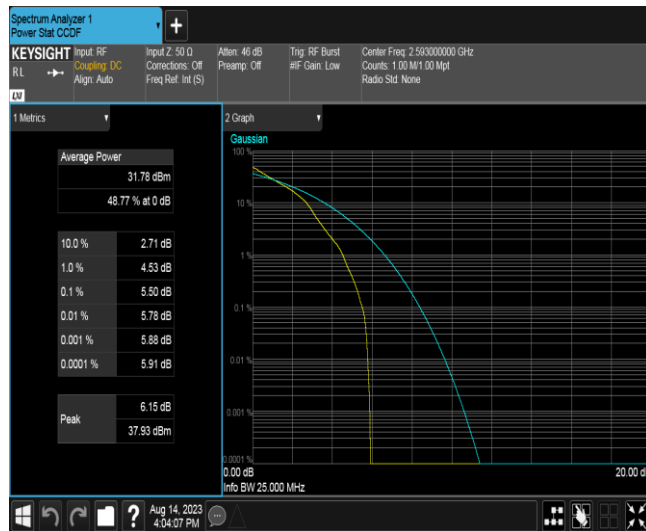 Spectrum Analyzer 1
Power Stat CCDF
+
KEYSIGHT
RL
LXI
Input: RF
Coupling: DC
Align: Auto
Input Z: 50 Ω
Corrections: Off
Freq Ref: Int (S)
Atten: 46 dB
Preamp: Off
Trig: RF Burst
#IF Gain: Low
Center Freq: 2.593000000 GHz
Counts: 1.00 M/1.00 Mpt
Radio Std: None
1 Metrics
Average Power
31.78 dBm
48.77 % at 0 dB
10.0 % 2.71 dB
1.0 % 4.53 dB
0.1 % 5.50 dB
0.01 % 5.78 dB
0.001 % 5.88 dB
0.0001 % 5.91 dB
Peak
6.15 dB
37.93 dBm
2 Graph
Gaussian
100 %
10 %
1 %
0.1 %
0.01 %
0.001 %
0.0001 %
0.00 dB
20.00 d
Info BW 25.000 MHz
?
Aug 14, 2023
4:04:07 PM